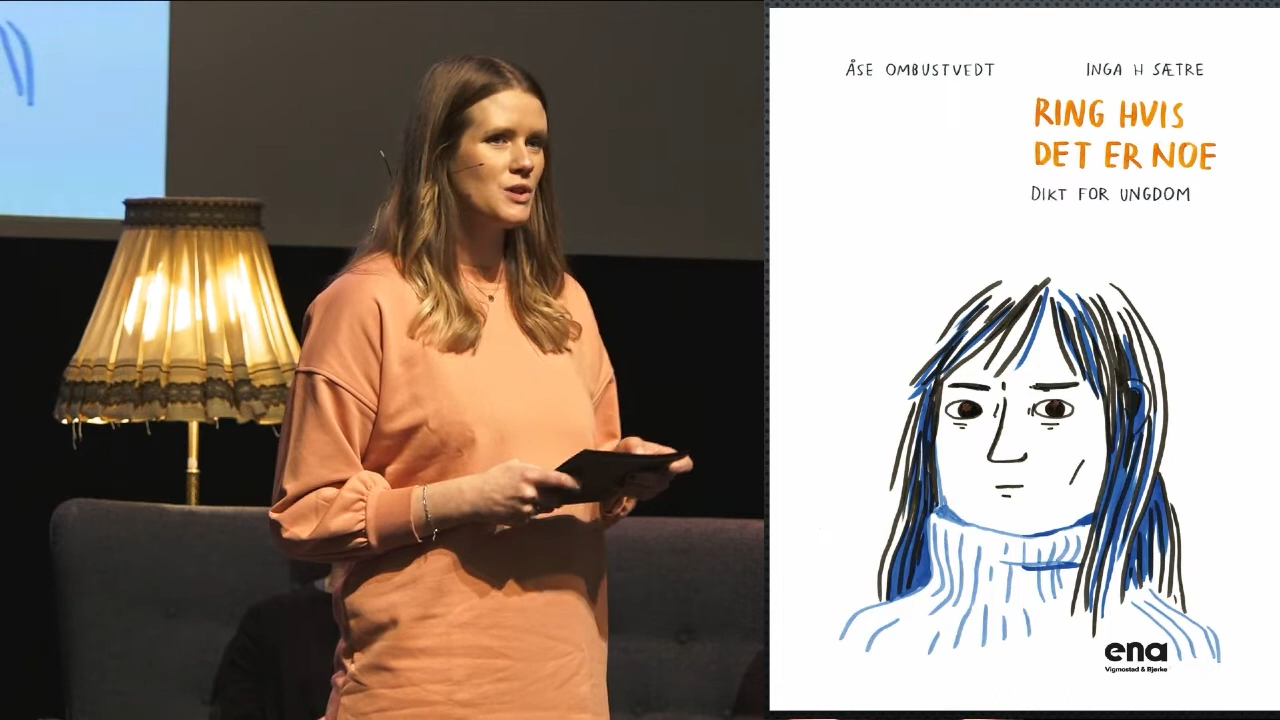 ÅSE OMBUSTVEDT
INGA H SÆTRE
RING HVIS
DET ER NOE
DIKT FOR UNGDOM
ena
Vigmostad & Bjørke